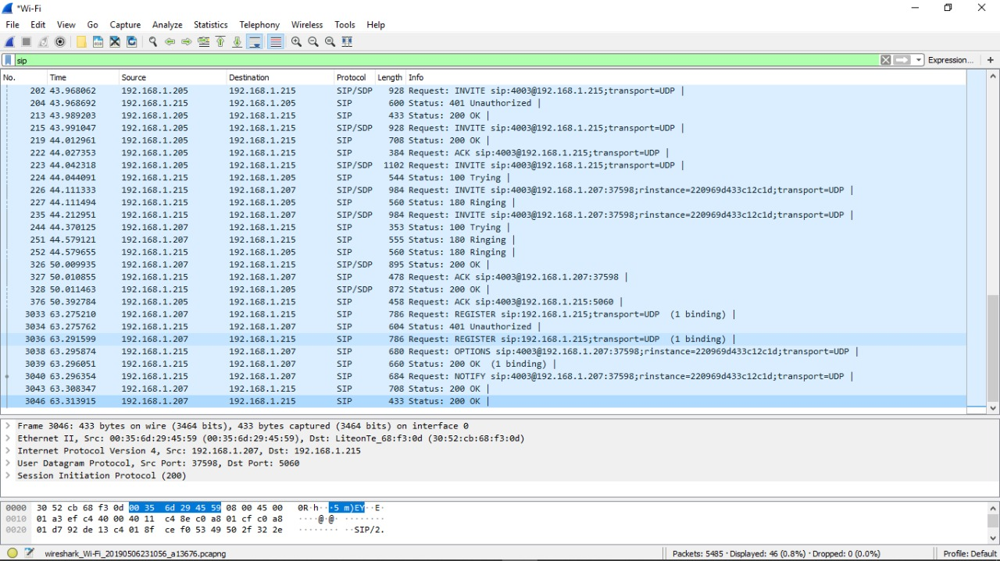 *Wi-Fi
File Edit View Go Capture Analyze Statistics Telephony Wireless Tools Help
sip Expression... +
No. Time Source Destination Protocol Length Info
202 43.968062 192.168.1.205 192.168.1.215 SIP/SDP 928 Request: INVITE sip:4003@192.168.1.215;transport=UDP |
204 43.968692 192.168.1.215 192.168.1.205 SIP 600 Status: 401 Unauthorized |
213 43.989203 192.168.1.205 192.168.1.215 SIP 433 Status: 200 OK |
215 43.991047 192.168.1.205 192.168.1.215 SIP/SDP 928 Request: INVITE sip:4003@192.168.1.215;transport=UDP |
219 44.012961 192.168.1.205 192.168.1.215 SIP 708 Status: 200 OK |
222 44.027353 192.168.1.205 192.168.1.215 SIP 384 Request: ACK sip:4003@192.168.1.215;transport=UDP |
223 44.042318 192.168.1.205 192.168.1.215 SIP/SDP 1102 Request: INVITE sip:4003@192.168.1.215;transport=UDP |
224 44.044091 192.168.1.215 192.168.1.205 SIP 544 Status: 100 Trying |
226 44.111333 192.168.1.215 192.168.1.207 SIP/SDP 984 Request: INVITE sip:4003@192.168.1.207:37598;rinstance=220969d433c12c1d;transport=UDP |
227 44.111494 192.168.1.215 192.168.1.205 SIP 560 Status: 180 Ringing |
235 44.212951 192.168.1.215 192.168.1.207 SIP/SDP 984 Request: INVITE sip:4003@192.168.1.207:37598;rinstance=220969d433c12c1d;transport=UDP |
244 44.370125 192.168.1.207 192.168.1.215 SIP 353 Status: 100 Trying |
251 44.579121 192.168.1.207 192.168.1.215 SIP 555 Status: 180 Ringing |
252 44.579655 192.168.1.215 192.168.1.205 SIP 560 Status: 180 Ringing |
326 50.009935 192.168.1.207 192.168.1.215 SIP/SDP 895 Status: 200 OK |
327 50.010855 192.168.1.215 192.168.1.207 SIP 478 Request: ACK sip:4003@192.168.1.207:37598 |
328 50.011463 192.168.1.215 192.168.1.205 SIP/SDP 872 Status: 200 OK |
376 50.392784 192.168.1.205 192.168.1.215 SIP 458 Request: ACK sip:4003@192.168.1.215:5060 |
3033 63.275210 192.168.1.207 192.168.1.215 SIP 786 Request: REGISTER sip:192.168.1.215;transport=UDP (1 binding) |
3034 63.275762 192.168.1.215 192.168.1.207 SIP 604 Status: 401 Unauthorized |
3036 63.291599 192.168.1.207 192.168.1.215 SIP 786 Request: REGISTER sip:192.168.1.215;transport=UDP (1 binding) |
3038 63.295874 192.168.1.215 192.168.1.207 SIP 680 Request: OPTIONS sip:4003@192.168.1.207:37598;rinstance=220969d433c12c1d;transport=UDP |
3039 63.296051 192.168.1.215 192.168.1.207 SIP 660 Status: 200 OK (1 binding) |
3040 63.296354 192.168.1.215 192.168.1.207 SIP 684 Request: NOTIFY sip:4003@192.168.1.207:37598;rinstance=220969d433c12c1d;transport=UDP |
3043 63.308347 192.168.1.207 192.168.1.215 SIP 708 Status: 200 OK |
3046 63.313915 192.168.1.207 192.168.1.215 SIP 433 Status: 200 OK |
Frame 3046: 433 bytes on wire (3464 bits), 433 bytes captured (3464 bits) on interface 0
Ethernet II, Src: 00:35:6d:29:45:59 (00:35:6d:29:45:59), Dst: LiteonTe_68:f3:0d (30:52:cb:68:f3:0d)
Internet Protocol Version 4, Src: 192.168.1.207, Dst: 192.168.1.215
User Datagram Protocol, Src Port: 37598, Dst Port: 5060
Session Initiation Protocol (200)
0000 30 52 cb 68 f3 0d 00 35 6d 29 45 59 08 00 45 00 0R·h···5 m)EY··E·
0010 01 a3 ef c4 40 00 40 11 c4 8e c0 a8 01 cf c0 a8 ····@·@· ········
0020 01 d7 92 de 13 c4 01 8f ce f0 53 49 50 2f 32 2e ········ ··SIP/2.
wireshark_Wi-Fi_20190506231056_a13676.pcapng Packets: 5485 · Displayed: 46 (0.8%) · Dropped: 0 (0.0%) Profile: Default